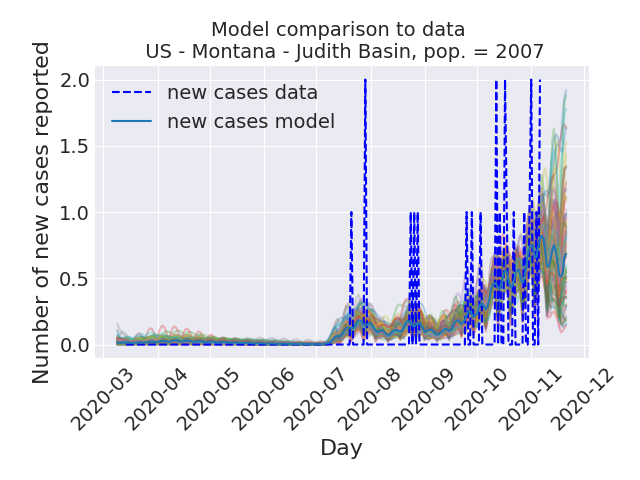 Model comparison to data
US - Montana - Judith Basin, pop. = 2007
Number of new cases reported
2.0
1.5
1.0
0.5
0.0
new cases data
new cases model
2020-03
2020-04
2020-05
2020-06
2020-07
2020-08
2020-09
2020-10
2020-11
2020-12
Day